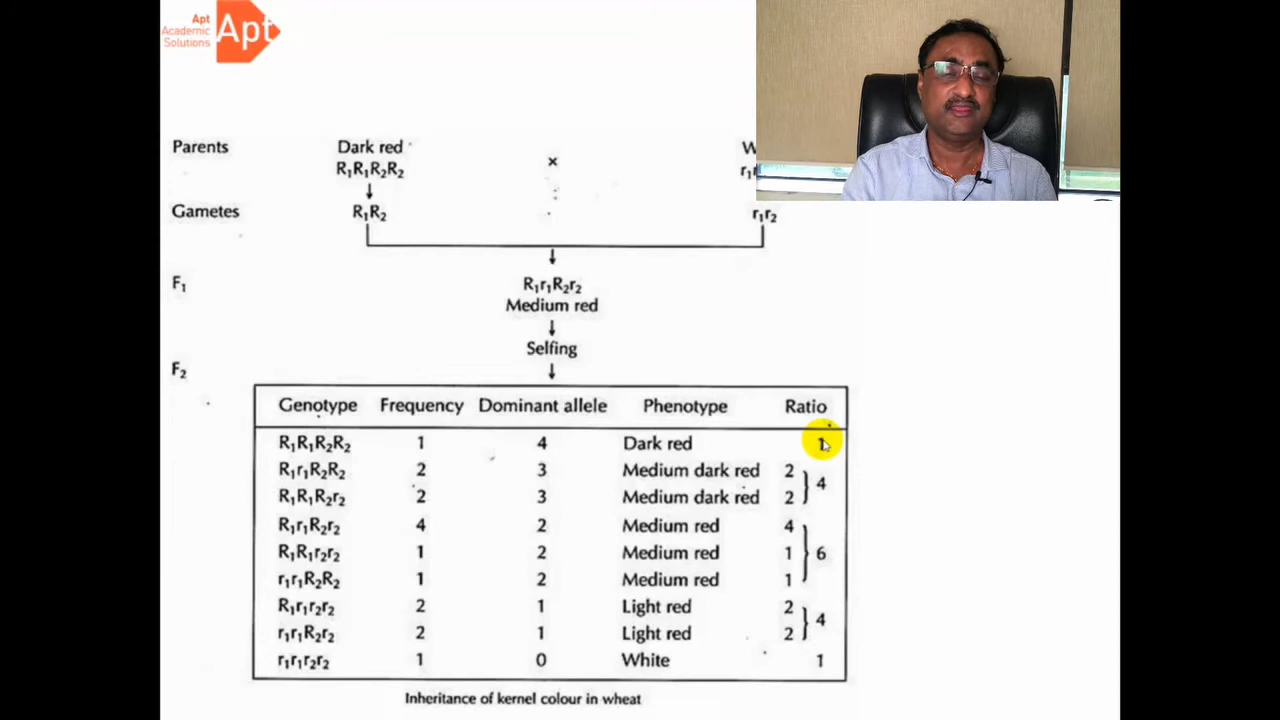 Apt
Academic
Solutions
Apt
Parents
Dark red
×
W
R₁R₁R₂R₂
Gametes
R₁R₂
r₁r₂
F₁
R₁r₁R₂r₂
Medium red
Selfing
F₂
Genotype Frequency Dominant allele Phenotype Ratio
R₁R₁R₂R₂ 1 4 Dark red 1
R₁r₁R₂R₂ 2 3 Medium dark red 2
R₁R₁R₂r₂ 2 3 Medium dark red 2
4
R₁r₁R₂r₂ 4 2 Medium red 4
R₁R₁r₂r₂ 1 2 Medium red 1 6
r₁r₁R₂R₂ 1 2 Medium red 1
R₁r₁r₂r₂ 2 1 Light red 2
r₁r₁R₂r₂ 2 1 Light red 2
4
r₁r₁r₂r₂ 1 0 White 1
Inheritance of kernel colour in wheat